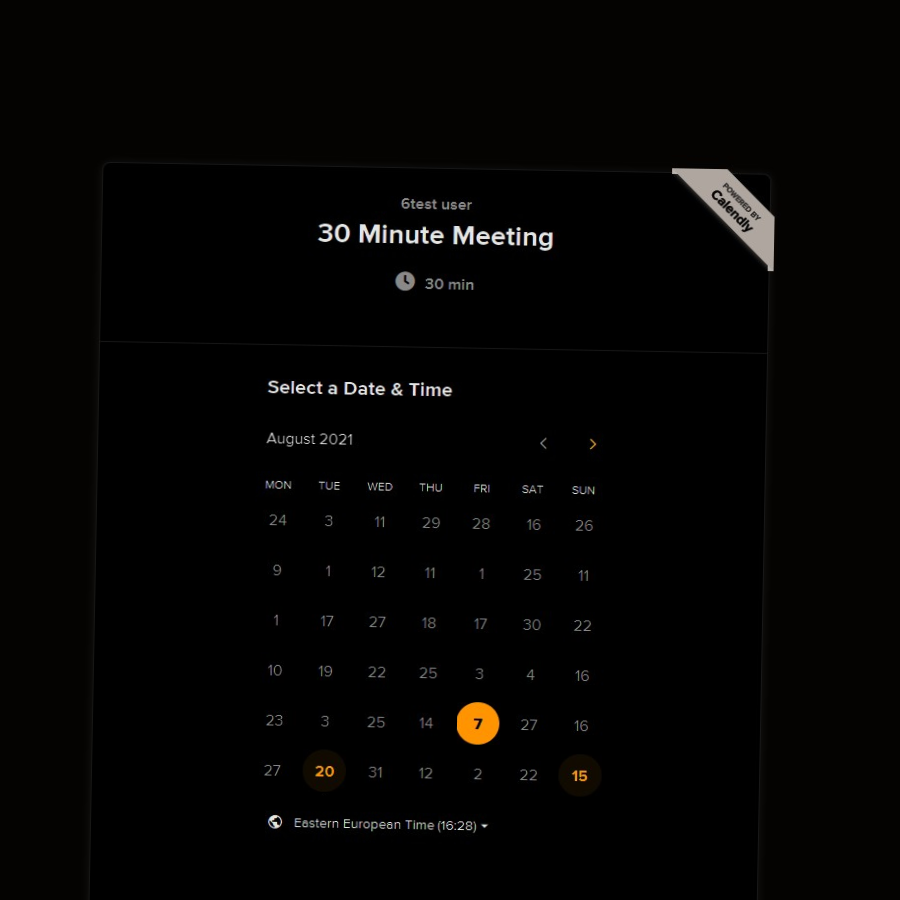 POWERED BY
Calendly
6test user
30 Minute Meeting
30 min
Select a Date & Time
August 2021
MON TUE WED THU FRI SAT SUN
24 3 11 29 28 16 26
9 1 12 11 1 25 11
1 17 27 18 17 30 22
10 19 22 25 3 4 16
23 3 25 14 7 27 16
27 20 31 12 2 22 15
Eastern European Time (16:28)